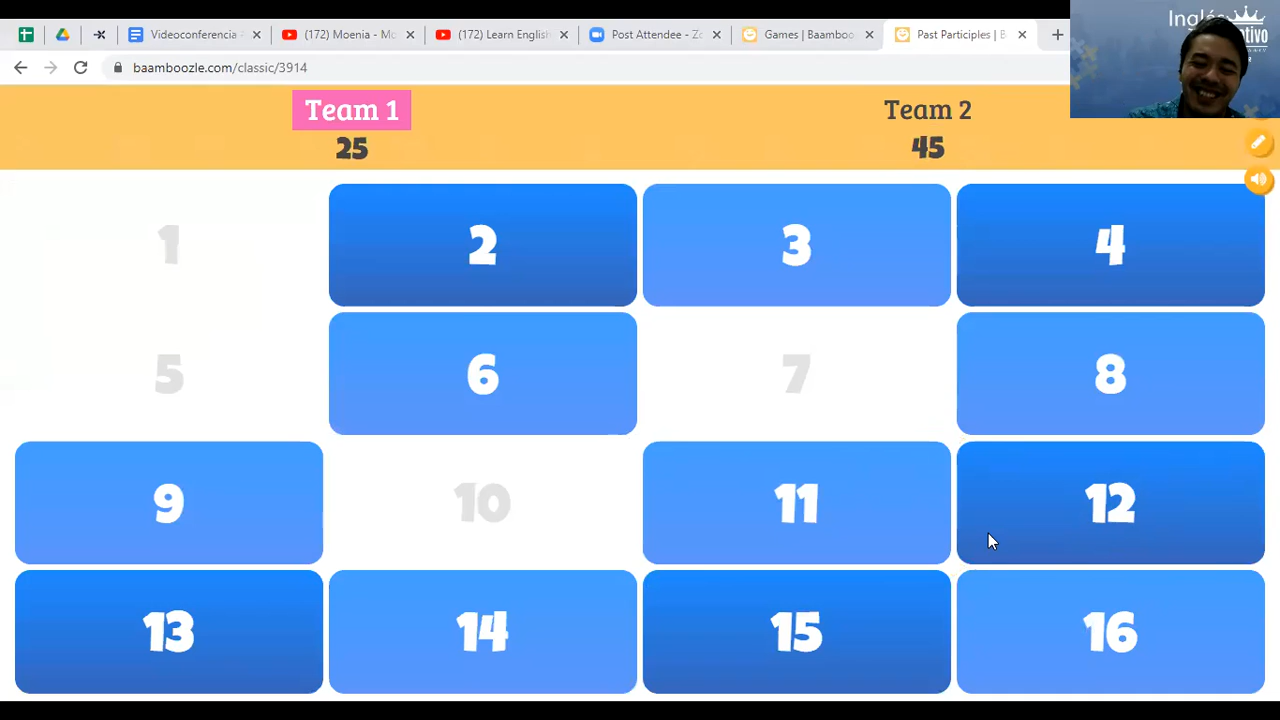 Videoconferencia
(172) Moenia - Mo
(172) Learn English
Post Attendee - Zo
Games | Baamboo
Past Participles | B
baamboozle.com/classic/3914
Inglés
Team 1
Team 2
25
45
1
2
3
4
5
6
7
8
9
10
11
12
13
14
15
16